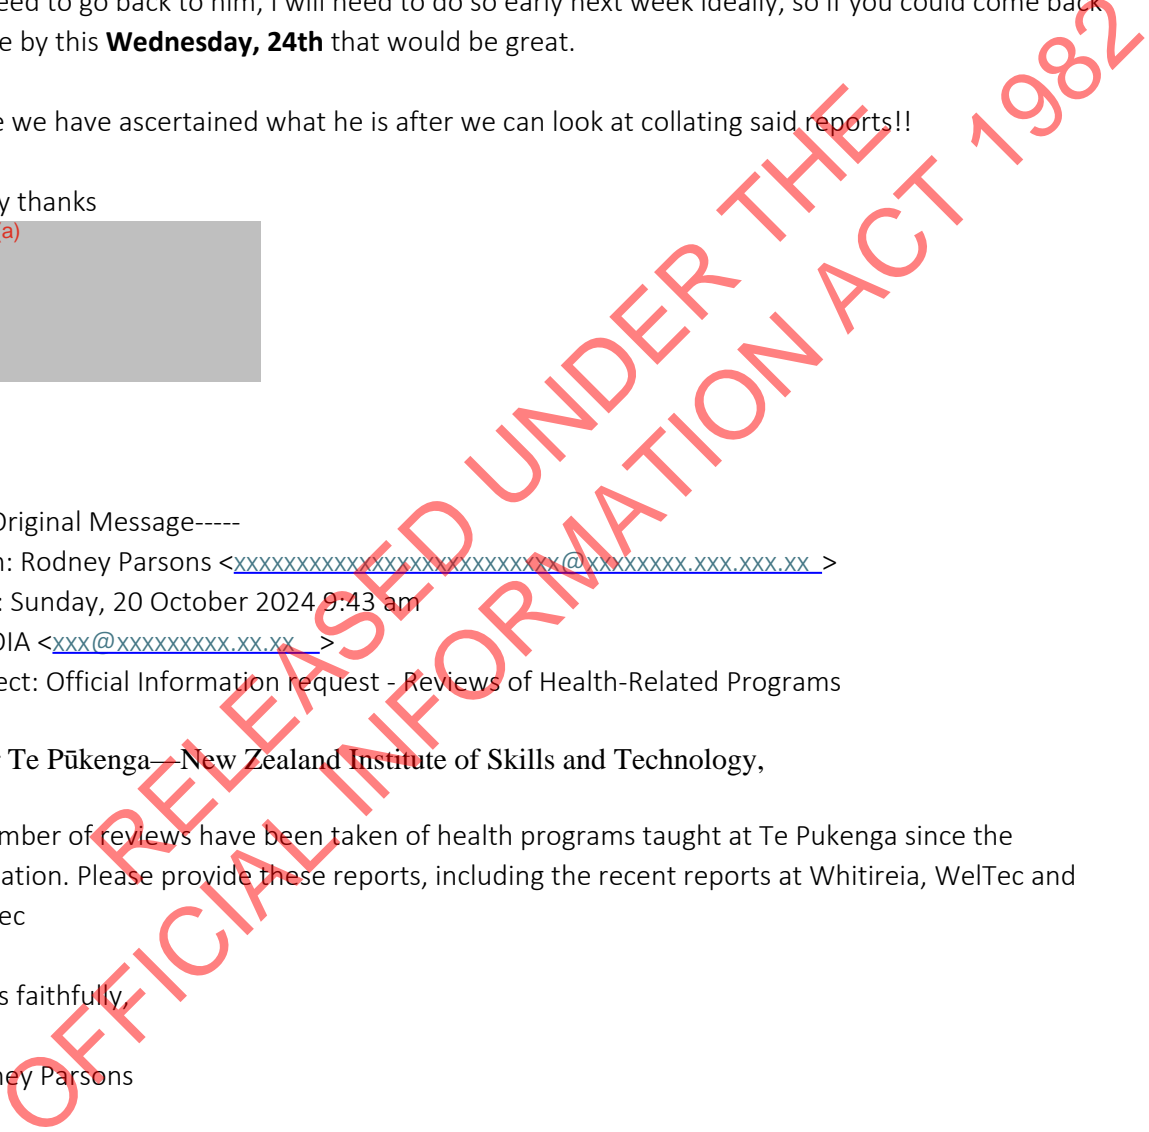 eed to go back to him, I will need to do so early next week ideally, so if you could come back
e by this Wednesday, 24th that would be great.
e we have ascertained what he is after we can look at collating said reports!!
y thanks
(a)
Original Message-----
n: Rodney Parsons <xxxxxxxxxxxxxxxxxxxxxxxxxx@xxxxxxxx.xxx.xxx.xx >
: Sunday, 20 October 2024 9:43 am
OIA <xxx@xxxxxxxxx.xx.xx >
ect: Official Information request - Reviews of Health-Related Programs
r Te Pūkenga—New Zealand Institute of Skills and Technology,
mber of reviews have been taken of health programs taught at Te Pukenga since the
ation. Please provide these reports, including the recent reports at Whitireia, WelTec and
ec
s faithfully,
ney Parsons
RELEASED UNDER THE
OFFICIAL INFORMATION ACT 1982